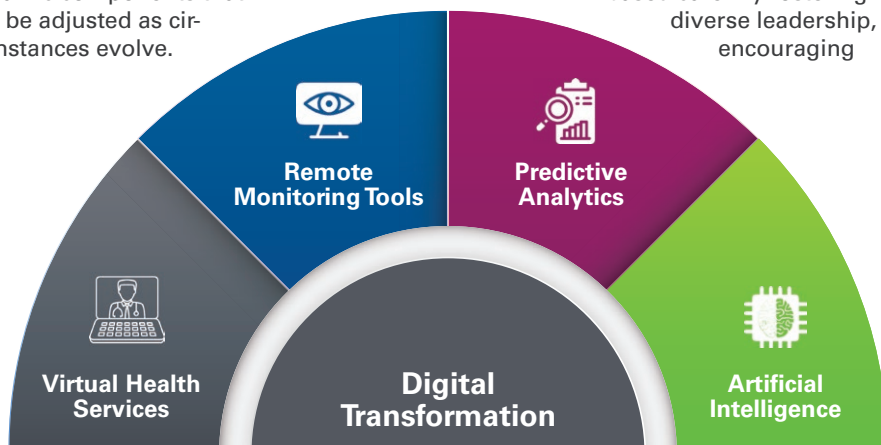 be adjusted as cir-
nstances evolve.
diverse leadership,
encouraging
Remote
Monitoring Tools
Predictive
Analytics
Virtual Health
Services
Digital
Transformation
Artificial
Intelligence